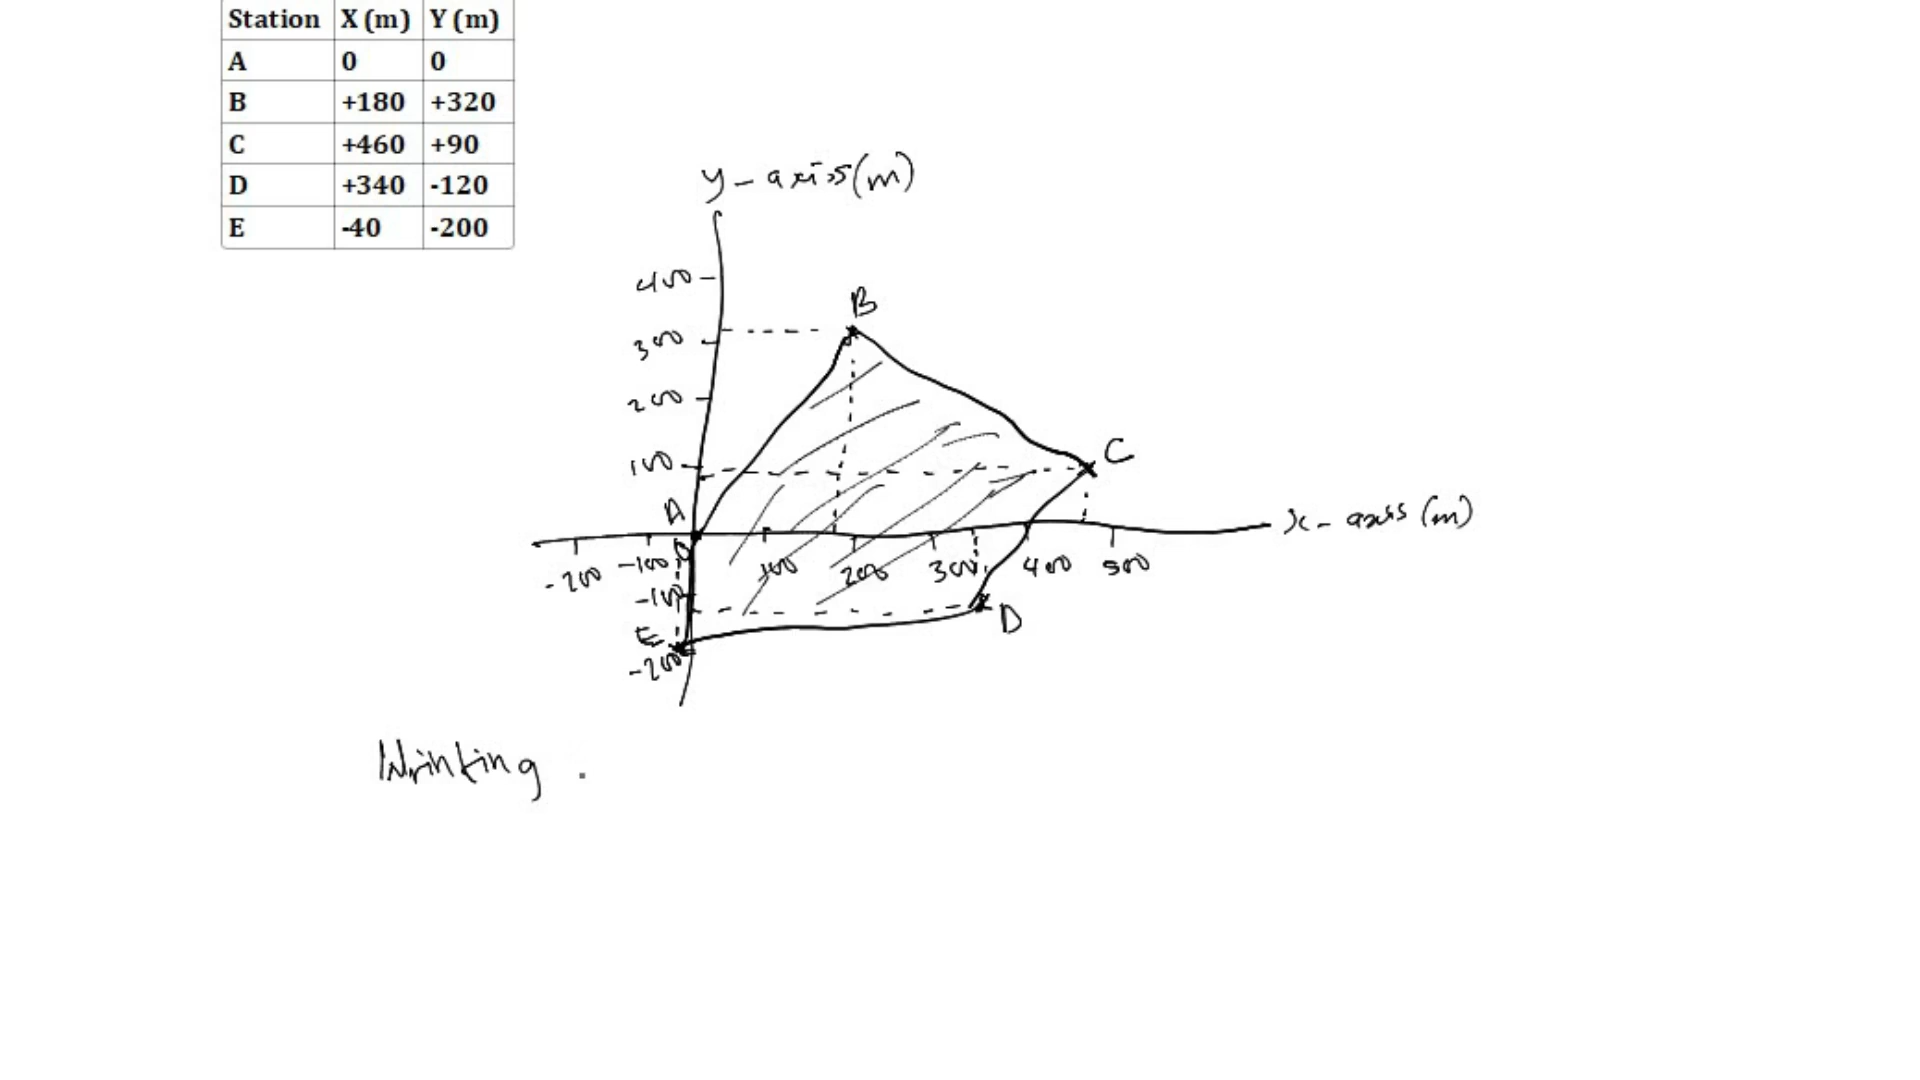 Station X (m) Y (m)
A 0 0
B +180 +320
C +460 +90
D +340 -120
E -40 -200
y-axis(m)
400
B
300
200
C
100
A
x-axis (m)
0
-200 -100 100 200 300 400 500
-100
D
E
-200
Wrinting